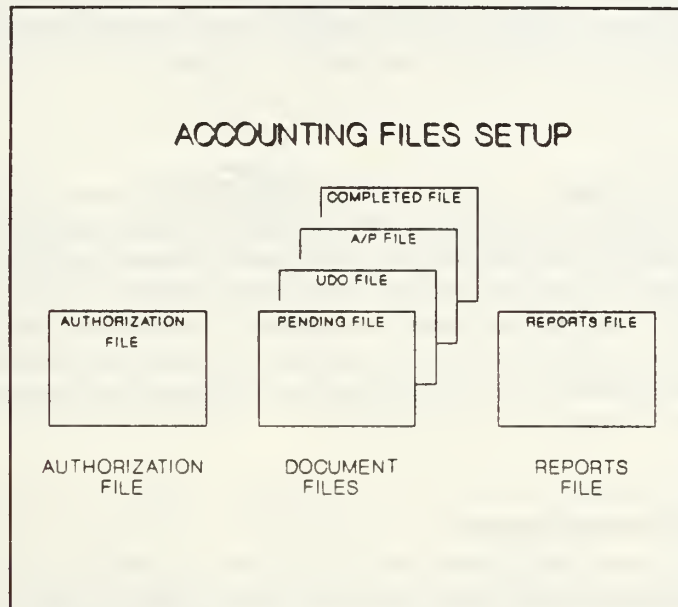 ACCOUNTING FILES SETUP
COMPLETED FILE
A/P FILE
UDO FILE
AUTHORIZATION
FILE
PENDING FILE
REPORTS FILE
AUTHORIZATION
FILE
DOCUMENT
FILES
REPORTS
FILE